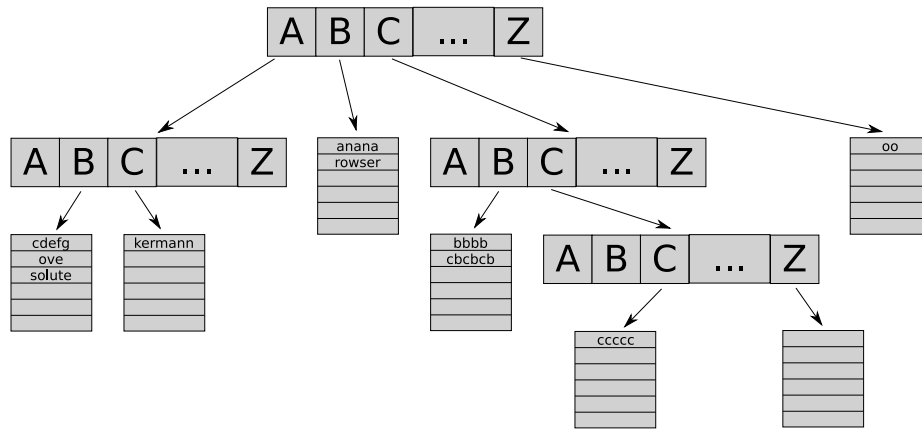 A B C ... Z
A B C ... Z
anana
rowser
A B C ... Z
oo
cdefg
ove
solute
kermann
bbbb
cbcbcb
A B C ... Z
ccccc